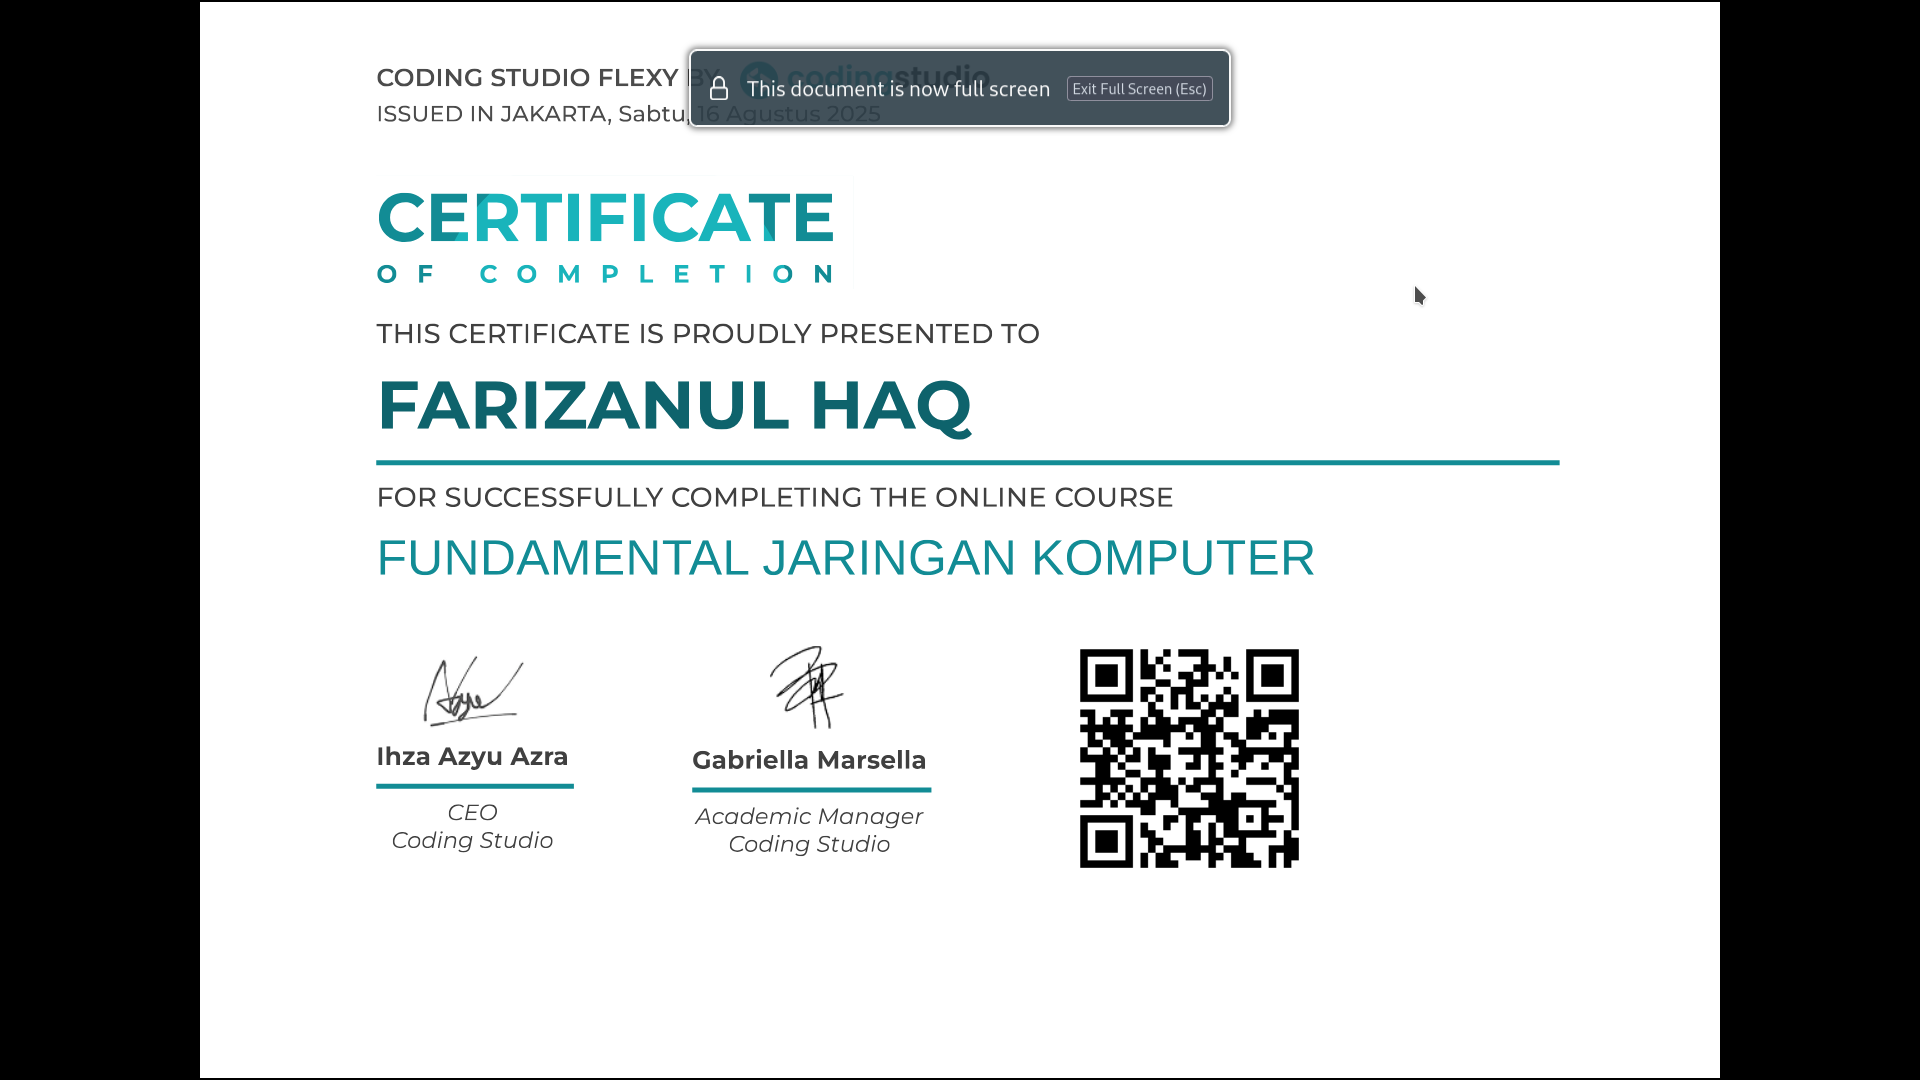 CODING STUDIO FLEXY BY codingstudio
ISSUED IN JAKARTA, Sabtu, 16 Agustus 2025
This document is now full screen Exit Full Screen (Esc)
CERTIFICATE
OF COMPLETION
THIS CERTIFICATE IS PROUDLY PRESENTED TO
FARIZANUL HAQ
FOR SUCCESSFULLY COMPLETING THE ONLINE COURSE
FUNDAMENTAL JARINGAN KOMPUTER
Ihza Azyu Azra
CEO
Coding Studio
Gabriella Marsella
Academic Manager
Coding Studio